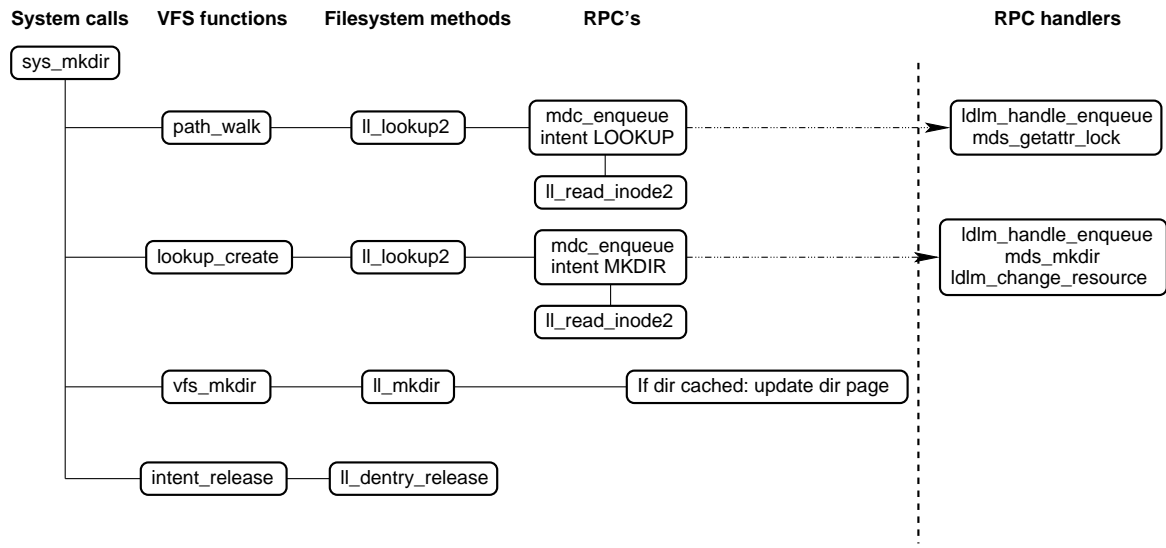 System calls
VFS functions
Filesystem methods
RPC's
RPC handlers
sys_mkdir
path_walk
ll_lookup2
mdc_enqueue
intent LOOKUP
ldlm_handle_enqueue
mds_getattr_lock
ll_read_inode2
lookup_create
ll_lookup2
mdc_enqueue
intent MKDIR
ldlm_handle_enqueue
mds_mkdir
ldlm_change_resource
ll_read_inode2
vfs_mkdir
ll_mkdir
If dir cached: update dir page
intent_release
ll_dentry_release